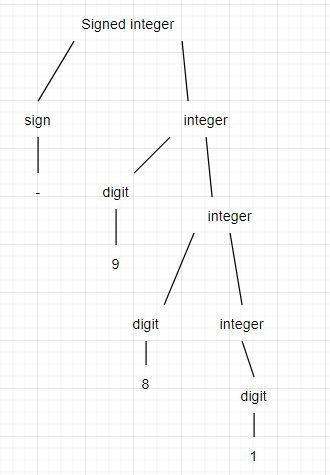 Signed integer
sign
integer
-
digit
integer
9
digit
integer
8
digit
1